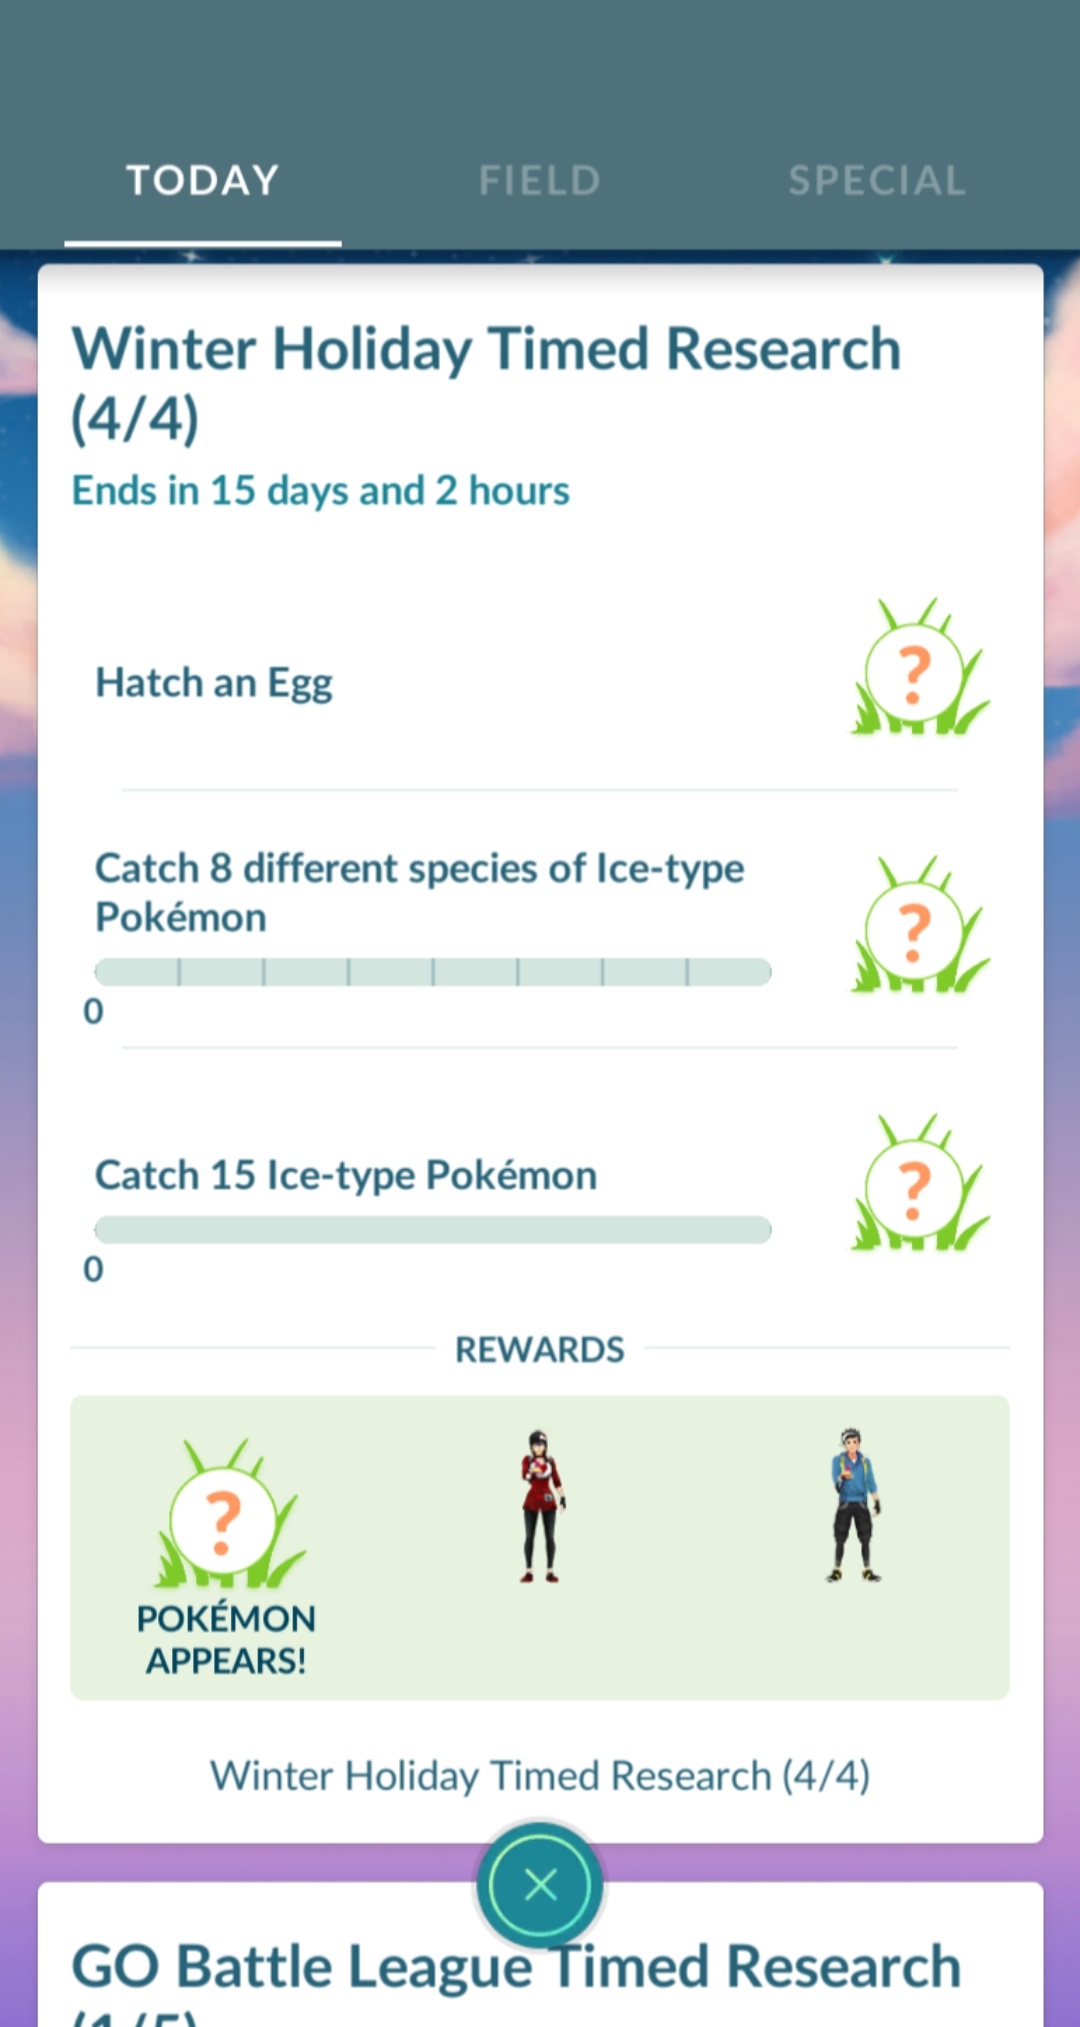 TODAY FIELD SPECIAL
Winter Holiday Timed Research
(4/4)
Ends in 15 days and 2 hours
Hatch an Egg
?
Catch 8 different species of Ice-type
Pokémon
?
0
Catch 15 Ice-type Pokémon
?
0
REWARDS
?
POKÉMON
APPEARS!
Winter Holiday Timed Research (4/4)
GO Battle League Timed Research
(1/5)